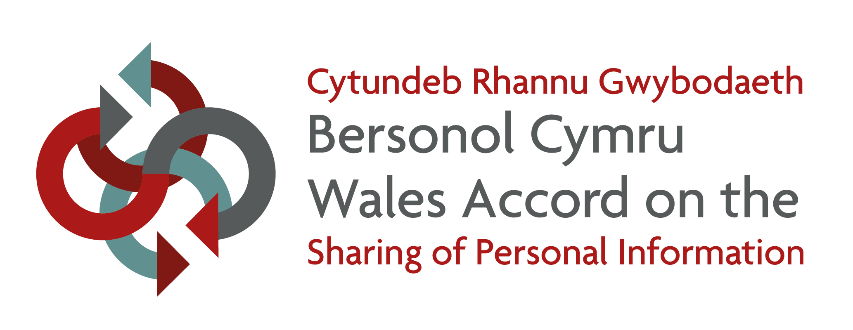 Cytundeb Rhannu Gwybodaeth
Bersonol Cymru
Wales Accord on the
Sharing of Personal Information